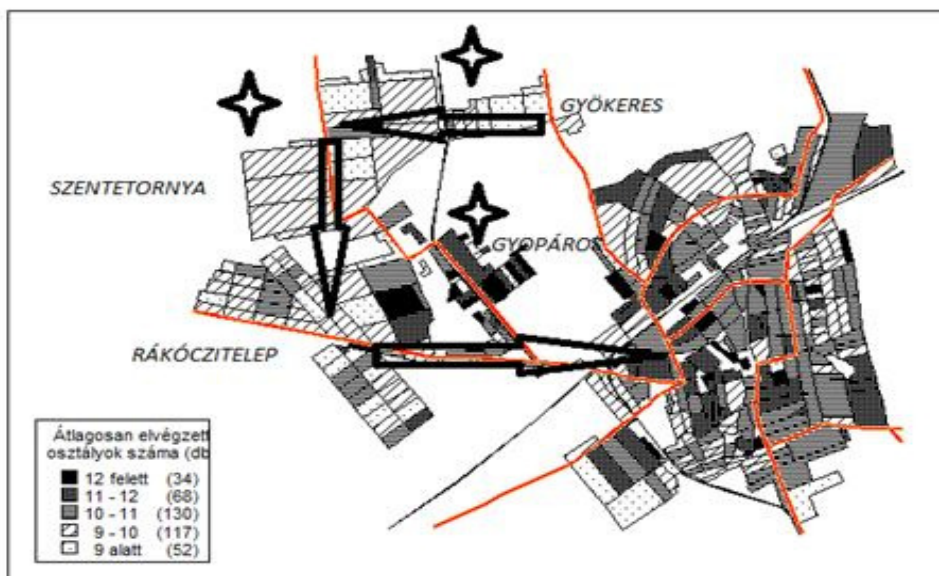 GYÖKERES
SZENTETORNYA
GYOPÁROS
RÁKÓCZITELEP
Átlagosan elvégzett
osztályok száma (db
12 felett (34)
11 - 12 (68)
10 - 11 (130)
9 - 10 (117)
9 alatt (52)